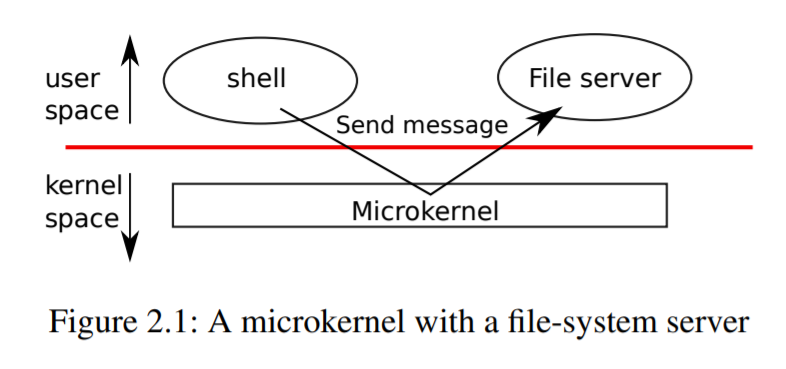 user
space
shell
File server
Send message
kernel
space
Microkernel
Figure 2.1: A microkernel with a file-system server